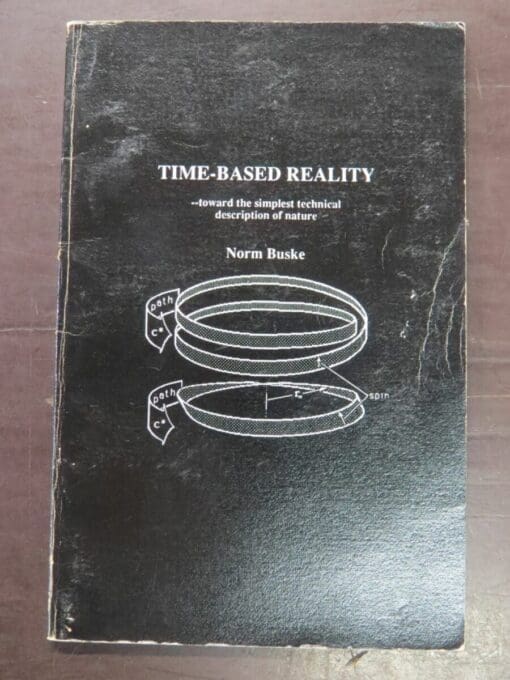 TIME-BASED REALITY
--toward the simplest technical
description of nature
Norm Buske
path
c*
spin
path
c*